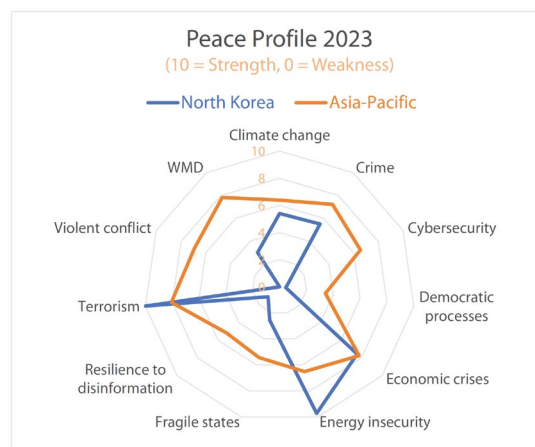 Peace Profile 2023
(10 = Strength, 0 = Weakness)
North Korea
Asia-Pacific
Climate change
10
WMD
Crime
8
6
Violent conflict
Cybersecurity
4
2
0
Terrorism
Democratic
processes
Resilience to
disinformation
Economic crises
Fragile states
Energy insecurity